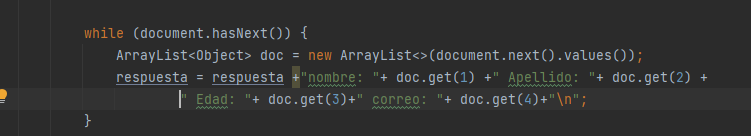 while (document.hasNext()) {
ArrayList<Object> doc = new ArrayList<>(document.next().values());
respuesta = respuesta +"nombre: "+ doc.get(1) +" Apellido: "+ doc.get(2) +
" Edad: "+ doc.get(3)+" correo: "+ doc.get(4)+"\n";
}